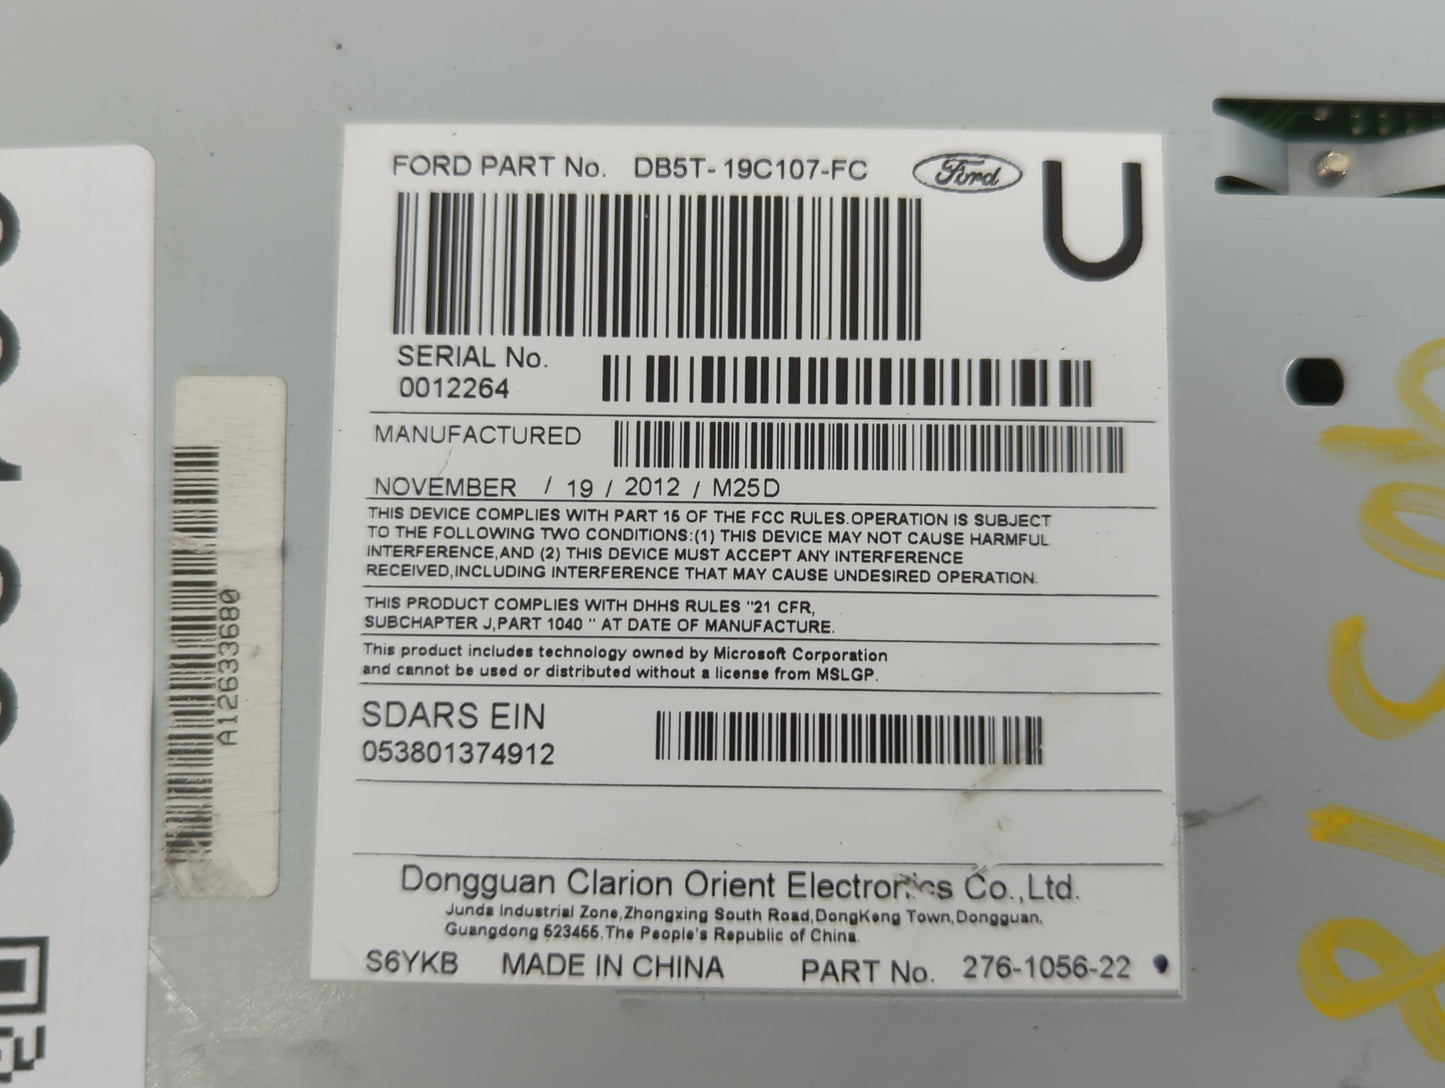 FORD PART No. DB5T-19C107-FC Ford U
SERIAL No.
0012264
MANUFACTURED
NOVEMBER / 19 / 2012 / M25D
THIS DEVICE COMPLIES WITH PART 15 OF THE FCC RULES.OPERATION IS SUBJECT
TO THE FOLLOWING TWO CONDITIONS:(1) THIS DEVICE MAY NOT CAUSE HARMFUL
INTERFERENCE,AND (2) THIS DEVICE MUST ACCEPT ANY INTERFERENCE
RECEIVED,INCLUDING INTERFERENCE THAT MAY CAUSE UNDESIRED OPERATION.
THIS PRODUCT COMPLIES WITH DHHS RULES "21 CFR,
SUBCHAPTER J,PART 1040 " AT DATE OF MANUFACTURE.
This product includes technology owned by Microsoft Corporation
and cannot be used or distributed without a license from MSLGP.
SDARS EIN
053801374912
Dongguan Clarion Orient Electronics Co.,Ltd.
Junda Industrial Zone,Zhongxing South Road,DongKeng Town,Dongguan,
Guangdong 523455,The People's Republic of China.
S6YKB MADE IN CHINA PART No. 276-1056-22
A12633680